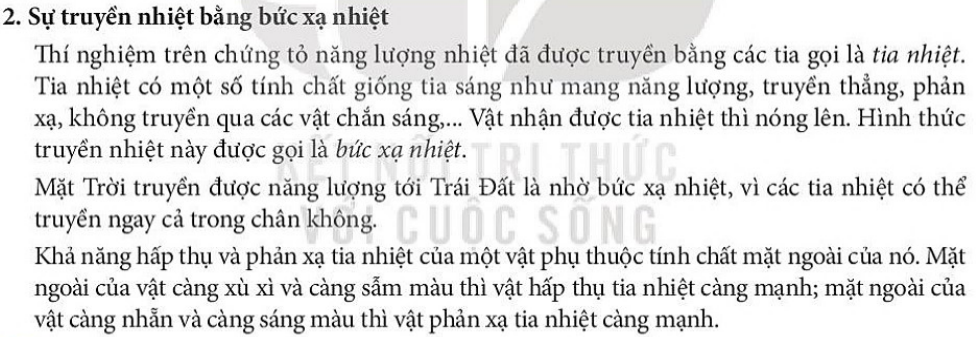 2. Sự truyền nhiệt bằng bức xạ nhiệt
Thí nghiệm trên chứng tỏ năng lượng nhiệt đã được truyền bằng các tia gọi là tia nhiệt.
Tia nhiệt có một số tính chất giống tia sáng như mang năng lượng, truyền thẳng, phản
xạ, không truyền qua các vật chắn sáng,... Vật nhận được tia nhiệt thì nóng lên. Hình thức
truyền nhiệt này được gọi là bức xạ nhiệt.
KẾT NỐI TRI THỨC
Mặt Trời truyền được năng lượng tới Trái Đất là nhờ bức xạ nhiệt, vì các tia nhiệt có thể
truyền ngay cả trong chân không.
VỚI CUỘC SỐNG
Khả năng hấp thụ và phản xạ tia nhiệt của một vật phụ thuộc tính chất mặt ngoài của nó. Mặt
ngoài của vật càng xù xì và càng sẫm màu thì vật hấp thụ tia nhiệt càng mạnh; mặt ngoài của
vật càng nhẵn và càng sáng màu thì vật phản xạ tia nhiệt càng mạnh.